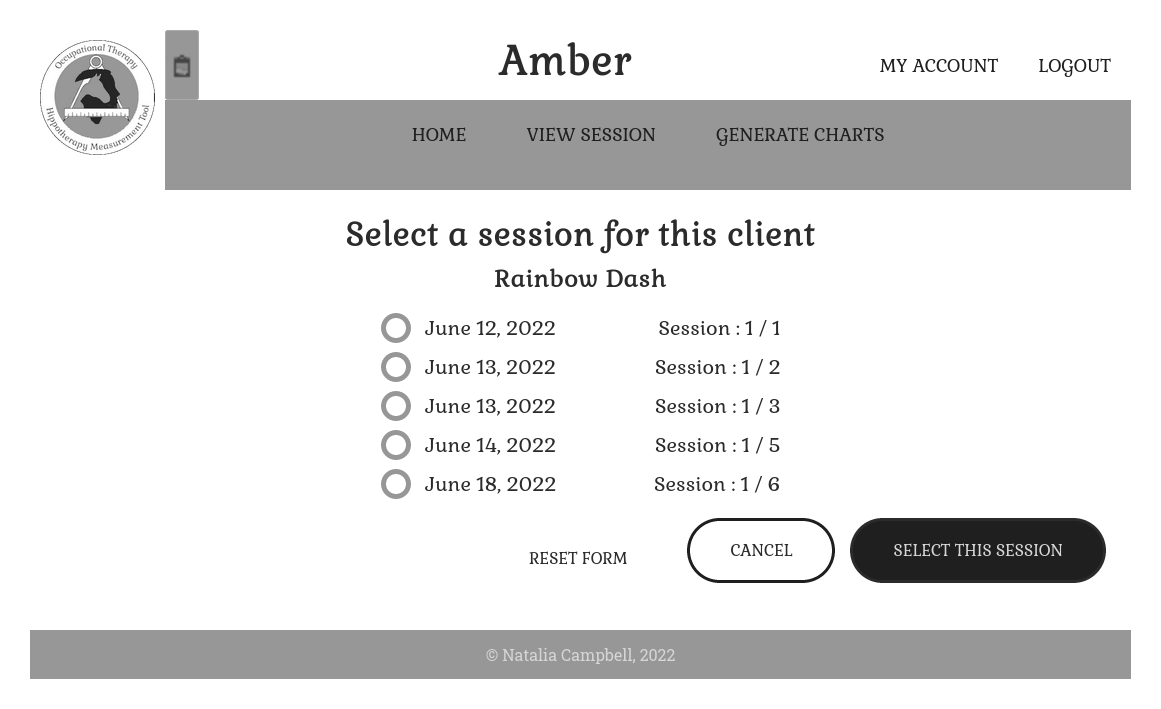 Occupational Therapy
Hippotherapy Measurement Tool
Amber
MY ACCOUNT
LOGOUT
HOME
VIEW SESSION
GENERATE CHARTS
Select a session for this client
Rainbow Dash
June 12, 2022 Session : 1 / 1
June 13, 2022 Session : 1 / 2
June 13, 2022 Session : 1 / 3
June 14, 2022 Session : 1 / 5
June 18, 2022 Session : 1 / 6
RESET FORM
CANCEL
SELECT THIS SESSION
© Natalia Campbell, 2022